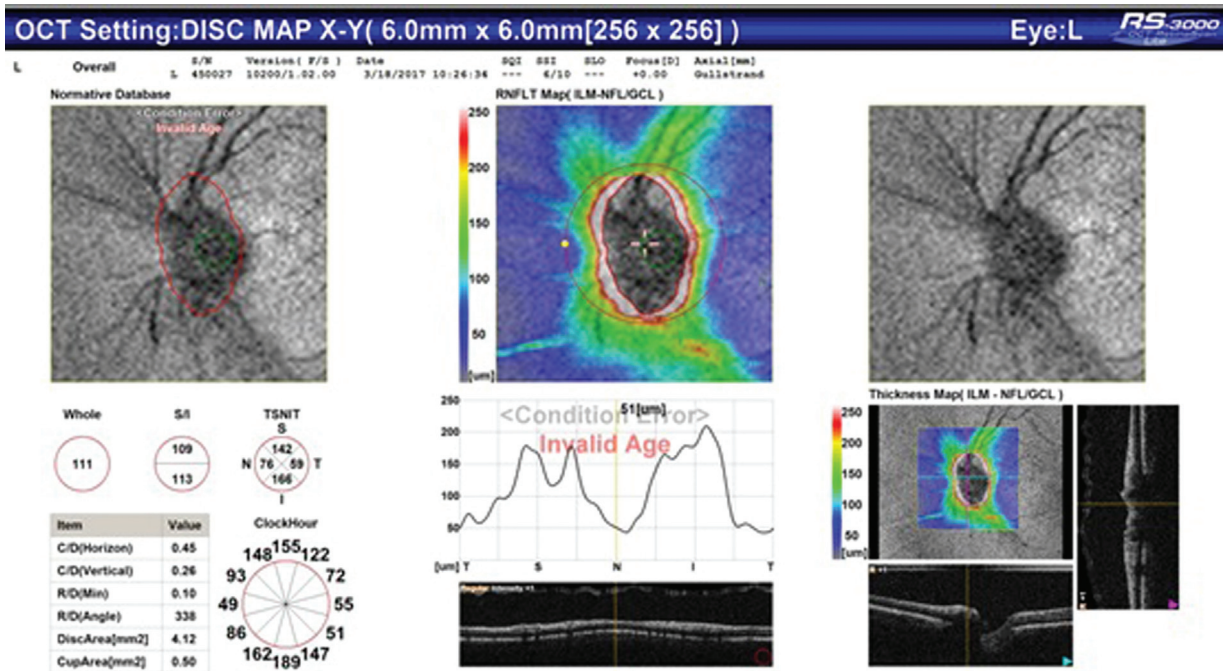 OCT Setting:DISC MAP X-Y( 6.0mm x 6.0mm[256 x 256] ) Eye:L RS-3000
OCT RetinaScan
Lite
L Overall S/N Version( F/S ) Date SQI SSI SLO Focus[D] Axial[mm]
L 450027 10200/1.02.00 3/18/2017 10:26:34 --- 6/10 --- +0.00 Gullstrand
Normative Database
<Condition Error>
Invalid Age
RNFLT Map( ILM-NFL/GCL )
250
200
150
100
50
[um]
Whole
111
S/I
109
113
TSNIT
S
142
N 76 59 T
166
I
Item Value
C/D(Horizon) 0.45
C/D(Vertical) 0.26
R/D(Min) 0.10
R/D(Angle) 338
DiscArea[mm2] 4.12
CupArea[mm2] 0.50
ClockHour
148 155 122
93 72
49 55
86 51
162 189 147
<Condition Error>
51[um]
Invalid Age
250
200
150
100
50
[um] T S N I T
Regular Intensity ×1
Thickness Map( ILM - NFL/GCL )
250
200
150
100
50
[um]